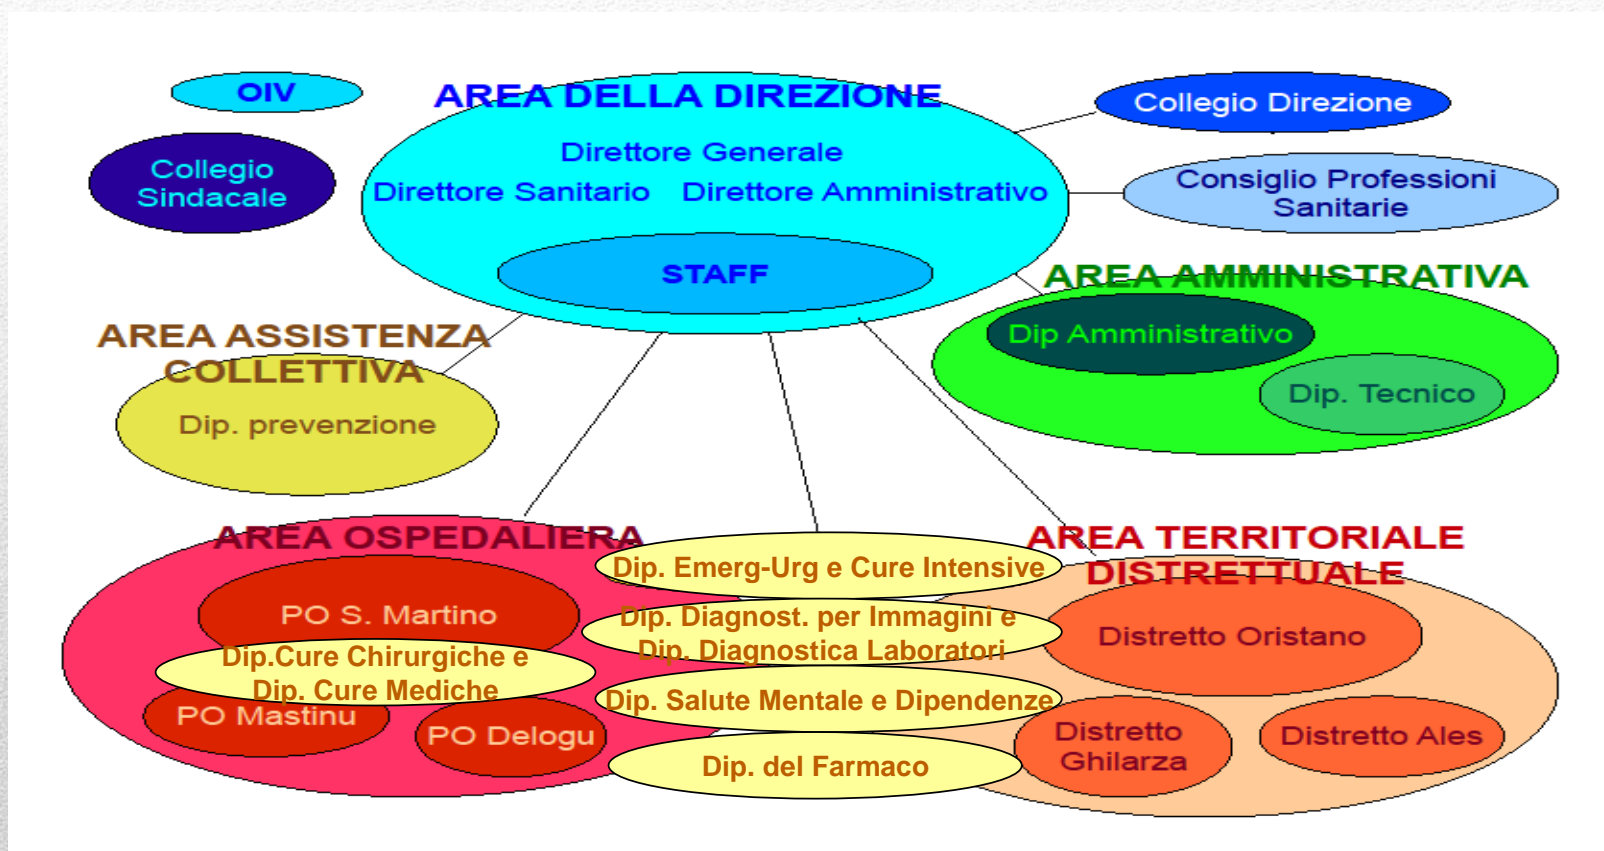 OIV
AREA DELLA DIREZIONE
Collegio Direzione
Direttore Generale
Collegio
Sindacale
Direttore Sanitario Direttore Amministrativo
Consiglio Professioni
Sanitarie
STAFF
AREA AMMINISTRATIVA
Dip Amministrativo
Dip. Tecnico
AREA ASSISTENZA
COLLETTIVA
Dip. prevenzione
AREA OSPEDALIERA
PO S. Martino
Dip.Cure Chirurgiche e
Dip. Cure Mediche
PO Mastinu
PO Delogu
Dip. Emerg-Urg e Cure Intensive
Dip. Diagnost. per Immagini e
Dip. Diagnostica Laboratori
Dip. Salute Mentale e Dipendenze
Dip. del Farmaco
AREA TERRITORIALE
DISTRETTUALE
Distretto Oristano
Distretto
Ghilarza
Distretto Ales